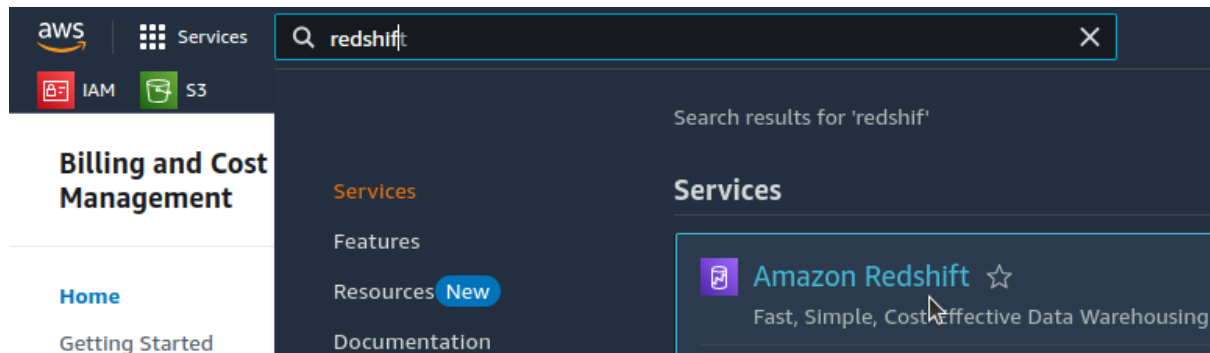 aws
Services
redshift
IAM
S3
Search results for 'redshif'
Billing and Cost
Management
Services
Services
Features
Amazon Redshift
Resources New
Home
Fast, Simple, Cost-Effective Data Warehousing
Getting Started
Documentation